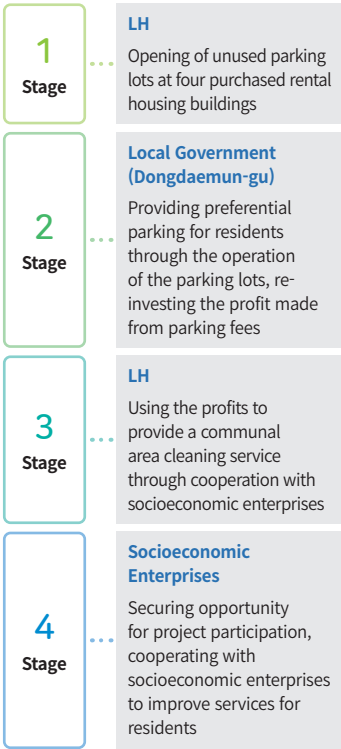 1
Stage
LH
Opening of unused parking
lots at four purchased rental
housing buildings
2
Stage
Local Government
(Dongdaemun-gu)
Providing preferential
parking for residents
through the operation
of the parking lots, re-
investing the profit made
from parking fees
3
Stage
LH
Using the profits to
provide a communal
area cleaning service
through cooperation with
socioeconomic enterprises
4
Stage
Socioeconomic
Enterprises
Securing opportunity
for project participation,
cooperating with
socioeconomic enterprises
to improve services for
residents